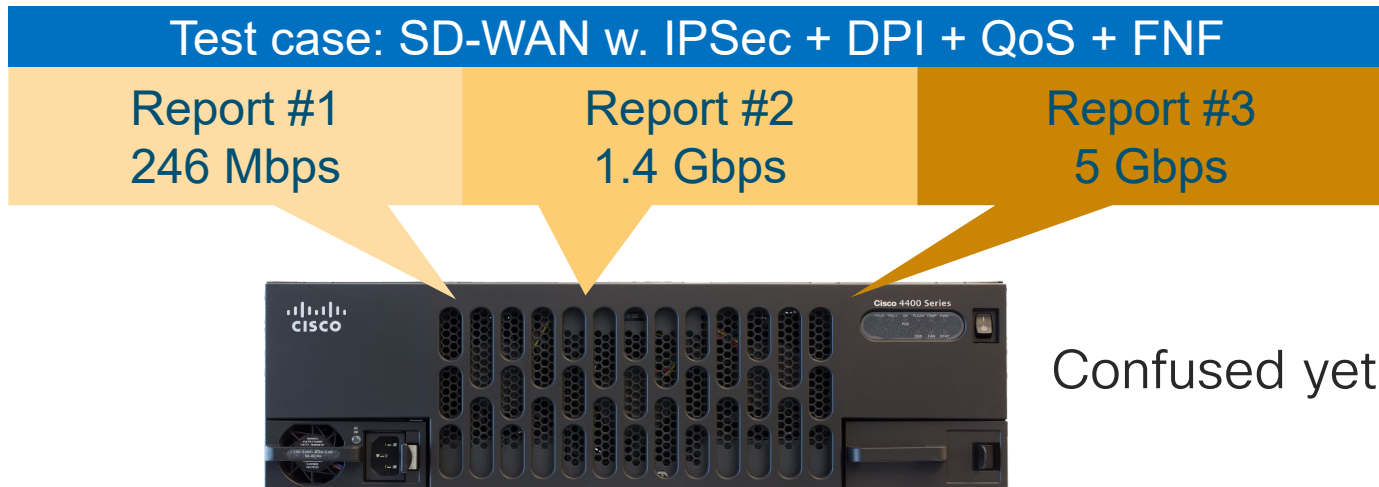 Test case: SD-WAN w. IPSec + DPI + QoS + FNF
Report #1
246 Mbps
Report #2
1.4 Gbps
Report #3
5 Gbps
CISCO
Cisco 4400 Series
Confused yet